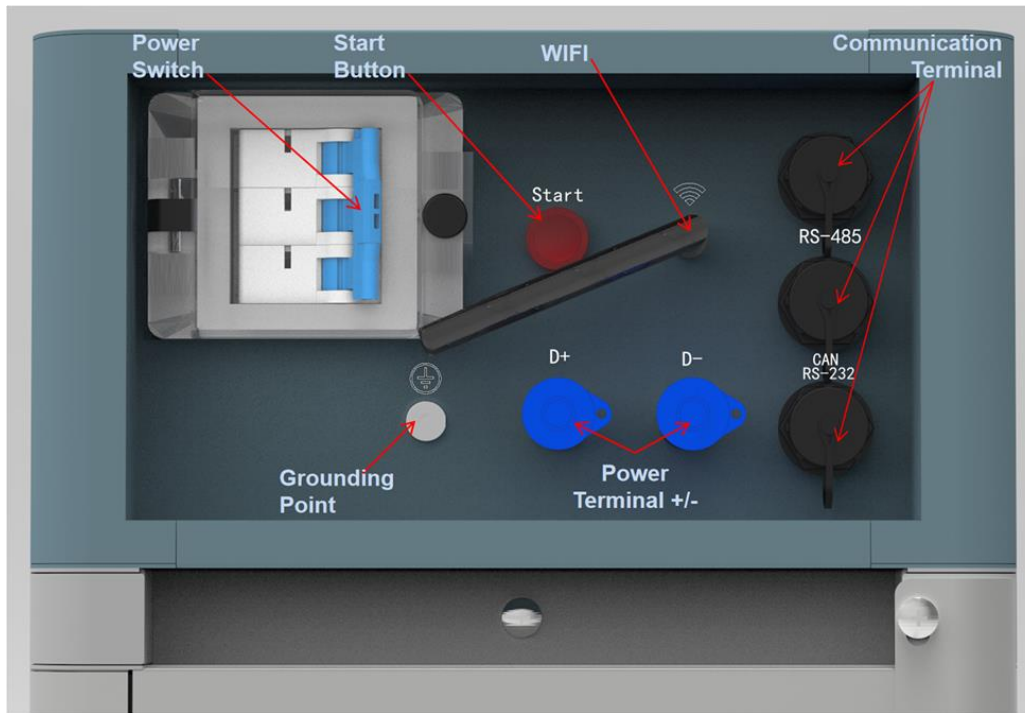 Power
Switch
Start
Button
WIFI
Communication
Terminal
Start
RS-485
D+
D-
CAN
RS-232
Grounding
Point
Power
Terminal +/-